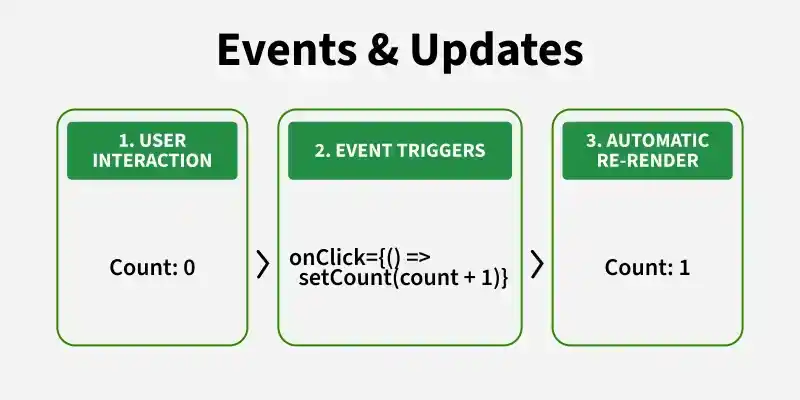 Events & Updates
1. USER
INTERACTION
Count: 0
2. EVENT TRIGGERS
onClick={() =>
setCount(count + 1)}
3. AUTOMATIC
RE-RENDER
Count: 1